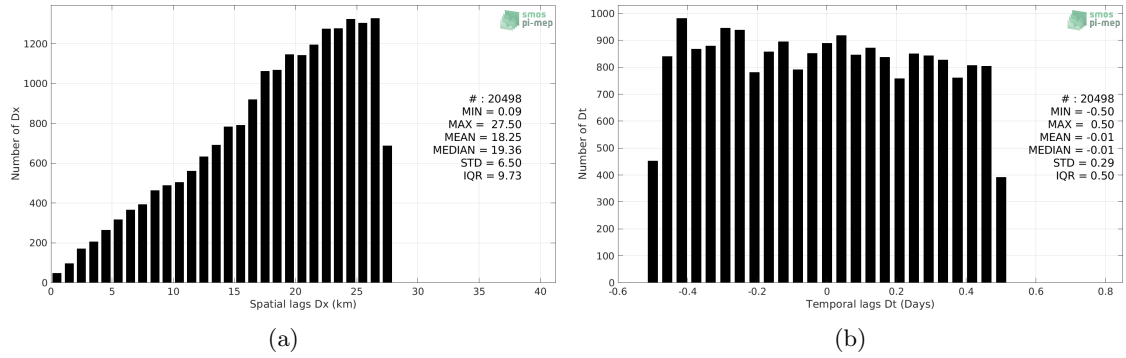 smos
pi-mep
1200
1000
800
600
400
200
0
Number of Dx
# : 20498
MIN = 0.09
MAX = 27.50
MEAN = 18.25
MEDIAN = 19.36
STD = 6.50
IQR = 9.73
0 5 10 15 20 25 30 35 40
Spatial lags Dx (km)
(a)
smos
pi-mep
1000
900
800
700
600
500
400
300
200
100
0
Number of Dt
# : 20498
MIN = -0.50
MAX = 0.50
MEAN = -0.01
MEDIAN = -0.01
STD = 0.29
IQR = 0.50
-0.6 -0.4 -0.2 0 0.2 0.4 0.6 0.8
Temporal lags Dt (Days)
(b)